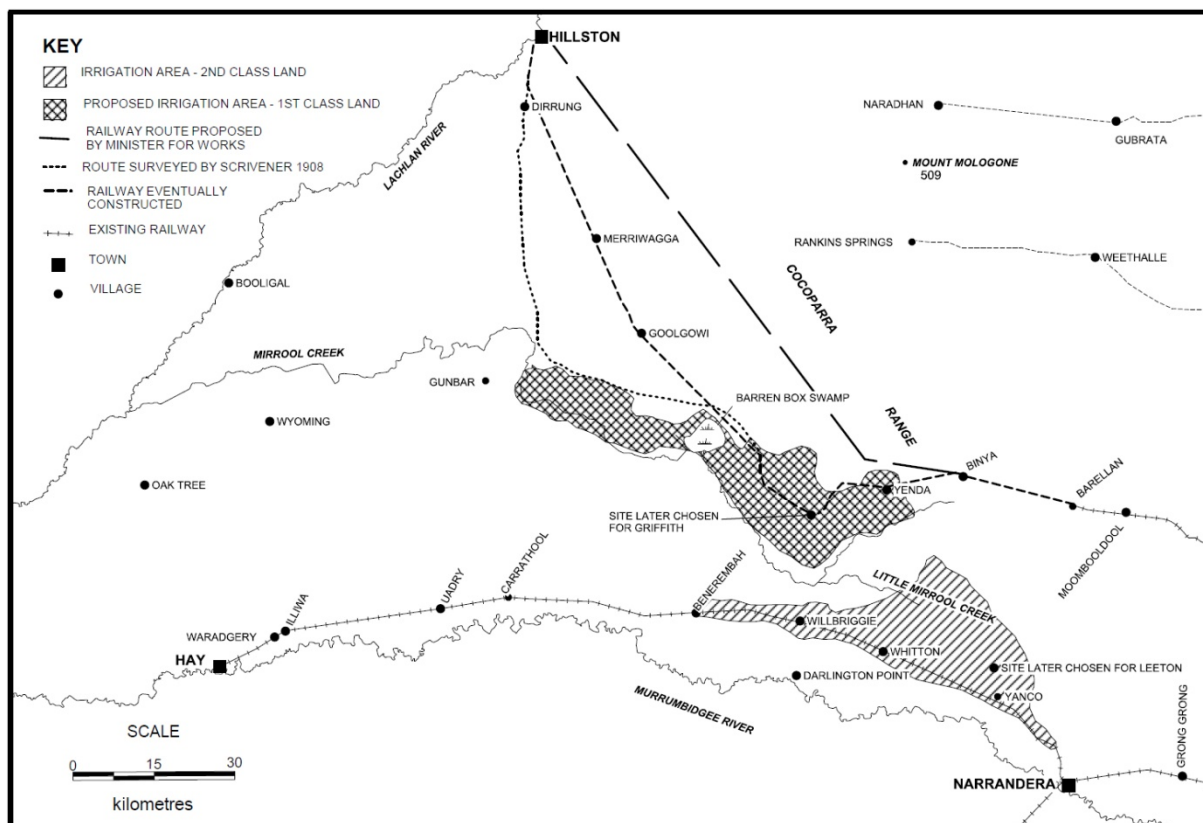 KEY
IRRIGATION AREA - 2ND CLASS LAND
PROPOSED IRRIGATION AREA - 1ST CLASS LAND
RAILWAY ROUTE PROPOSED
BY MINISTER FOR WORKS
ROUTE SURVEYED BY SCRIVENER 1908
RAILWAY EVENTUALLY
CONSTRUCTED
EXISTING RAILWAY
TOWN
VILLAGE
HILLSTON
DIRRUNG
LACHLAN RIVER
NARADHAN
GUBRATA
MOUNT MOLOGONE
509
MERRIWAGGA
RANKINS SPRINGS
WEETHALLE
BOOLIGAL
COCOPARRA
GOOLGOWI
MIRROOL CREEK
GUNBAR
BARREN BOX SWAMP
WYOMING
RANGE
BINYA
OAK TREE
YENDA
BARELLAN
SITE LATER CHOSEN
FOR GRIFFITH
MOOMBOOLDOOL
LITTLE MIRROOL CREEK
CARRATHOOL
UADRY
BENEREMBAH
ILLIWA
WARADGERY
WILLBRIGGIE
WHITTON
HAY
SITE LATER CHOSEN FOR LEETON
DARLINGTON POINT
YANCO
MURRUMBIDGEE RIVER
GRONG GRONG
NARRANDERA
SCALE
0 15 30
kilometres